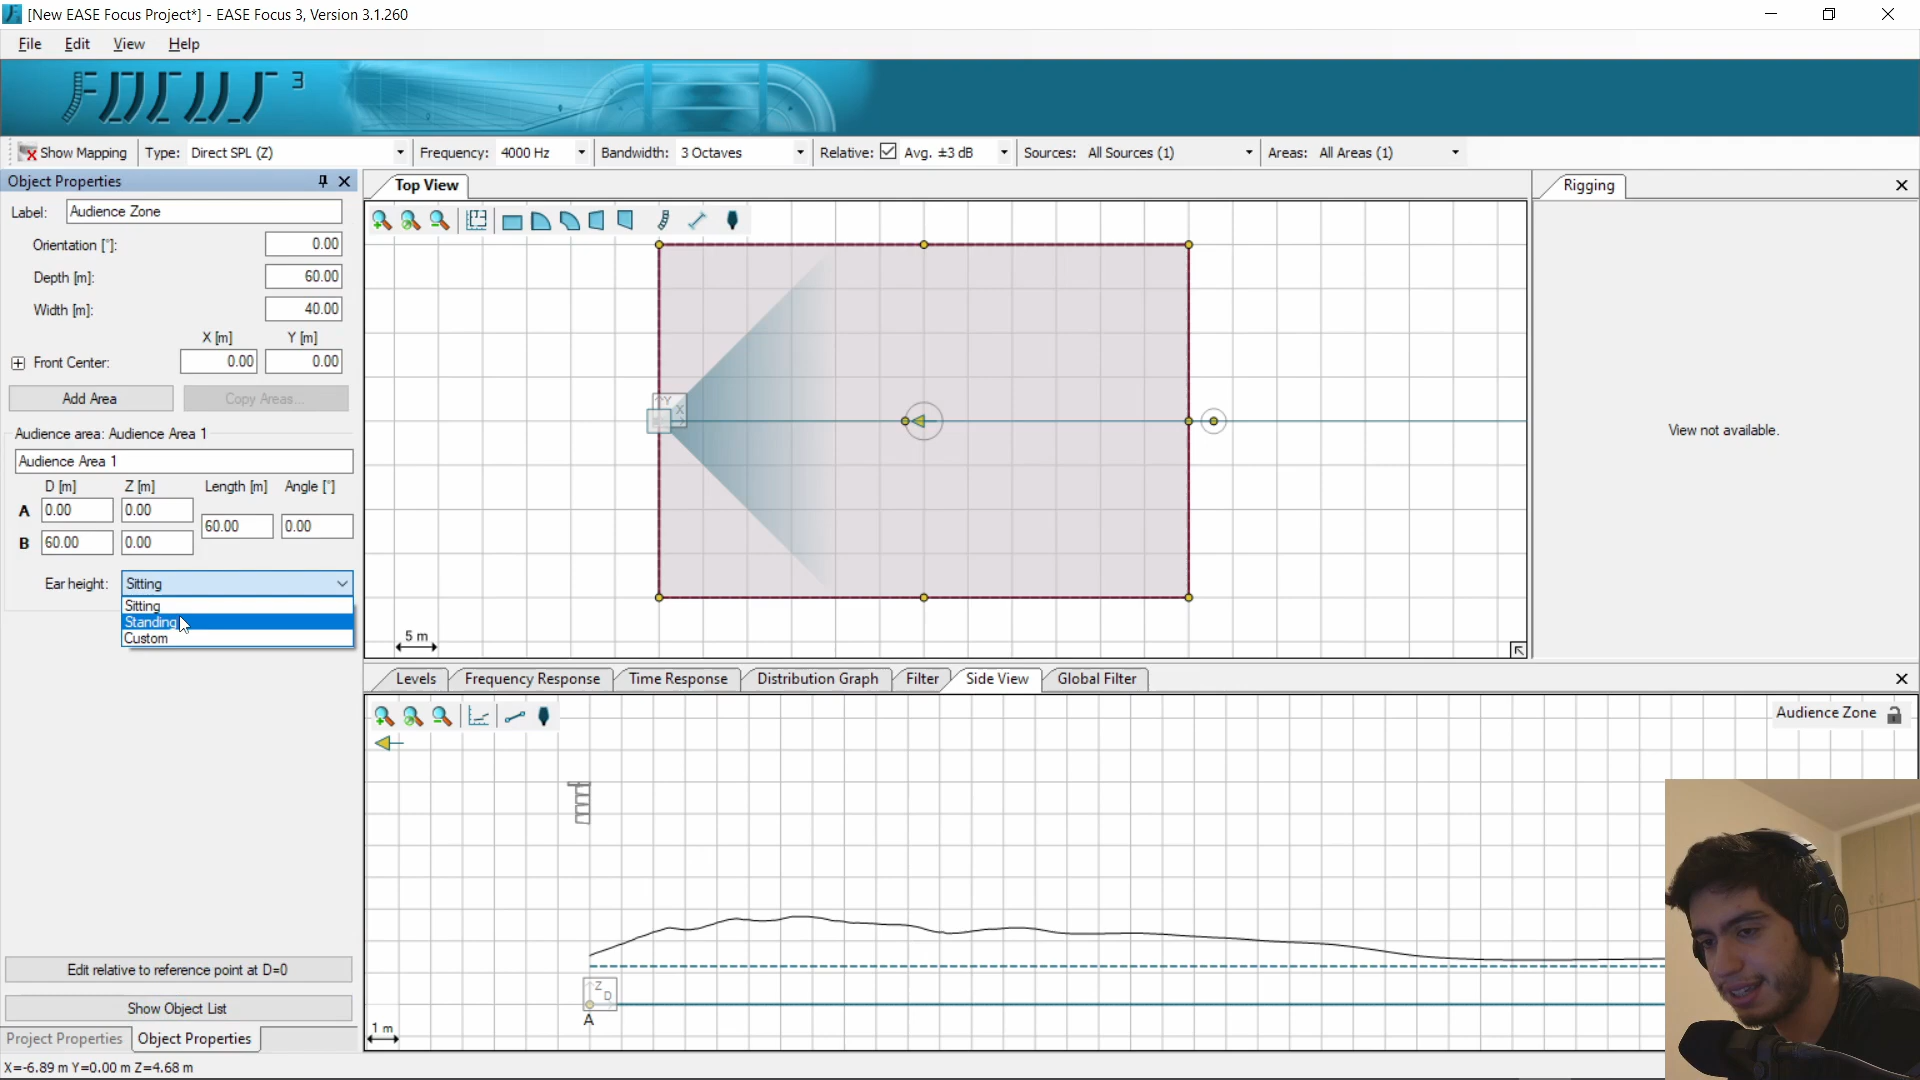 [New EASE Focus Project*] - EASE Focus 3, Version 3.1.260
File Edit View Help
FOCUS 3
Show Mapping Type: Direct SPL (Z) Frequency: 4000 Hz Bandwidth: 3 Octaves Relative: Avg. ±3 dB Sources: All Sources (1) Areas: All Areas (1)
Object Properties
Label: Audience Zone
Orientation [°]: 0.00
Depth [m]: 60.00
Width [m]: 40.00
X [m] Y [m]
Front Center: 0.00 0.00
Add Area Copy Areas...
Audience area: Audience Area 1
Audience Area 1
D [m] Z [m] Length [m] Angle [°]
A 0.00 0.00
60.00 0.00
B 60.00 0.00
Ear height: Sitting
Sitting
Standing
Custom
Edit relative to reference point at D=0
Show Object List
Project Properties Object Properties
X=-6.89 m Y=0.00 m Z=4.68 m
Top View
Y
X
5 m
Rigging
View not available.
Levels Frequency Response Time Response Distribution Graph Filter Side View Global Filter
Audience Zone
Z
D
A
1 m